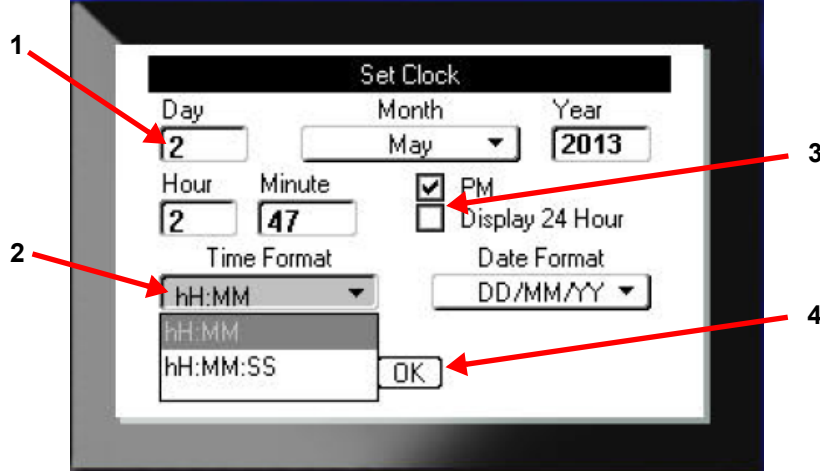 Set Clock
Day Month Year
1
2 May 2013
3
Hour Minute PM
2 47 Display 24 Hour
2 Time Format Date Format
hH:MM DD/MM/YY
hH:MM
4
hH:MM:SS OK